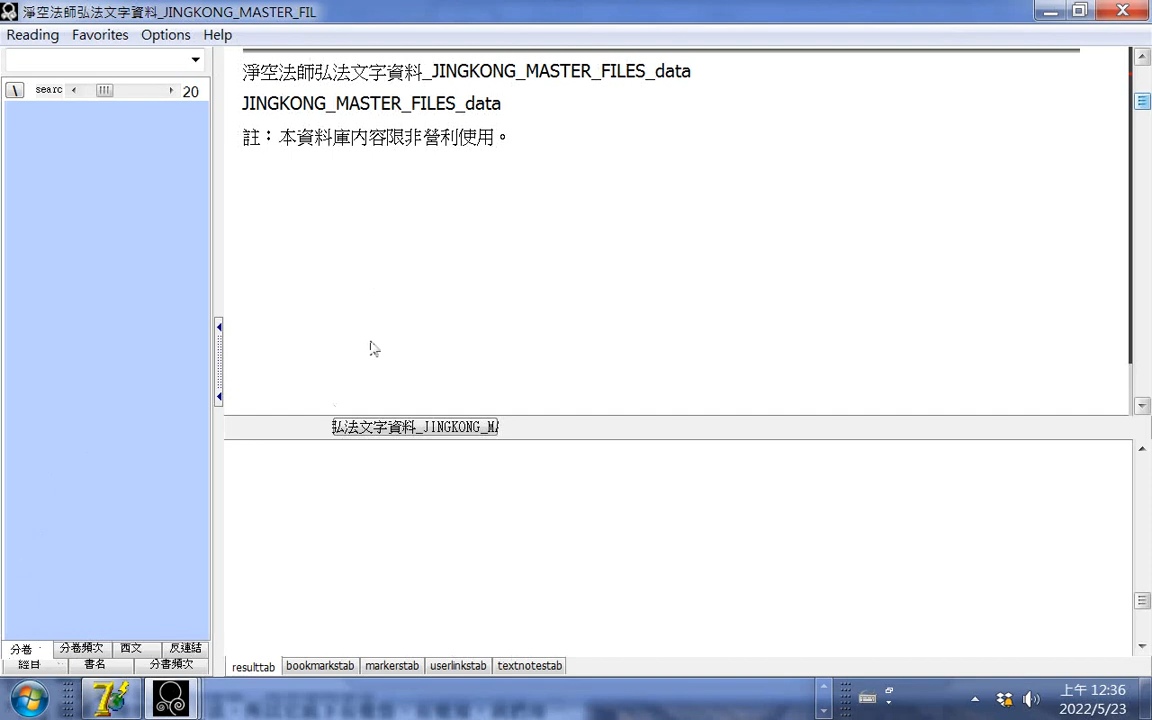 淨空法師弘法文字資料_JINGKONG_MASTER_FIL
Reading Favorites Options Help
\ searc 20
淨空法師弘法文字資料_JINGKONG_MASTER_FILES_data
JINGKONG_MASTER_FILES_data
註：本資料庫内容限非營利使用。
弘法文字資料_JINGKONG_MA
分卷 分卷頻次 西文 反連結
經目 書名 分書頻次
resulttab bookmarkstab markerstab userlinkstab textnotestab
上午 12:36
2022/5/23